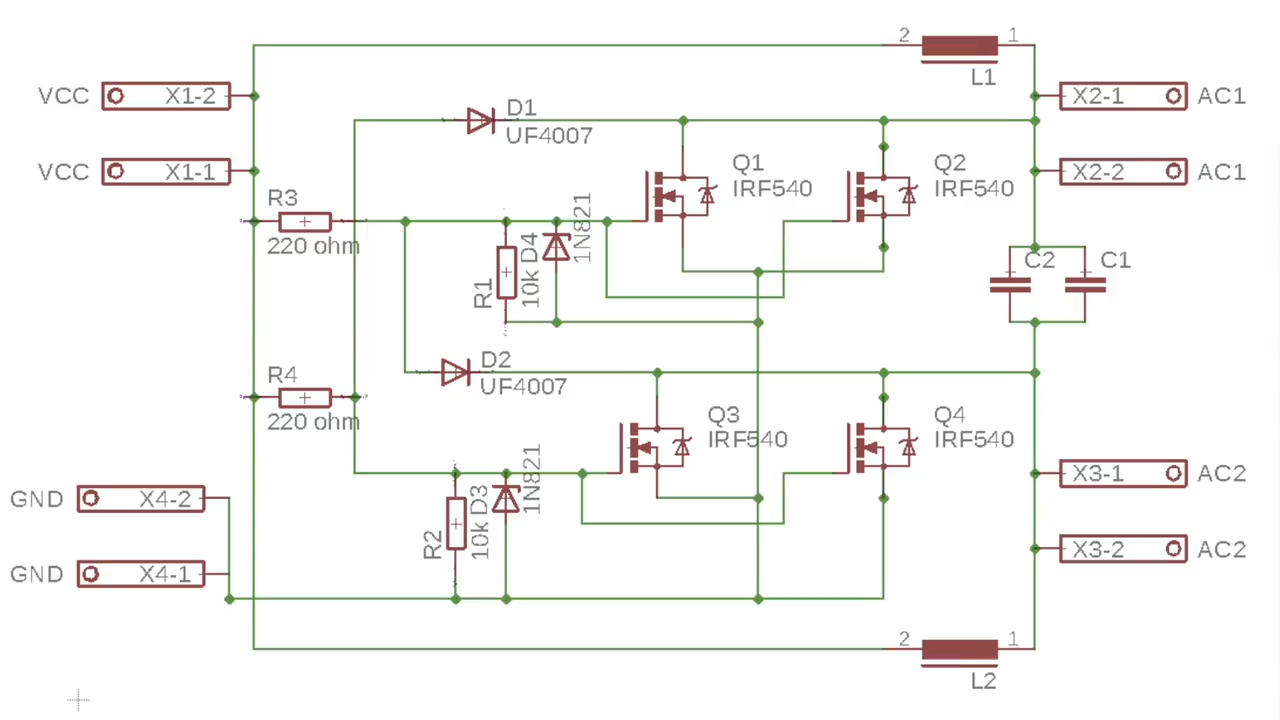 2
1
L1
VCC
X1-2
X2-1
AC1
D1
UF4007
VCC
X1-1
Q1
IRF540
Q2
IRF540
X2-2
AC1
R3
220 ohm
1N821
D4
R1
10k
C2
C1
D2
UF4007
R4
220 ohm
Q3
IRF540
Q4
IRF540
1N821
X3-1
AC2
GND
X4-2
D3
R2
10k
X3-2
AC2
GND
X4-1
2
1
L2